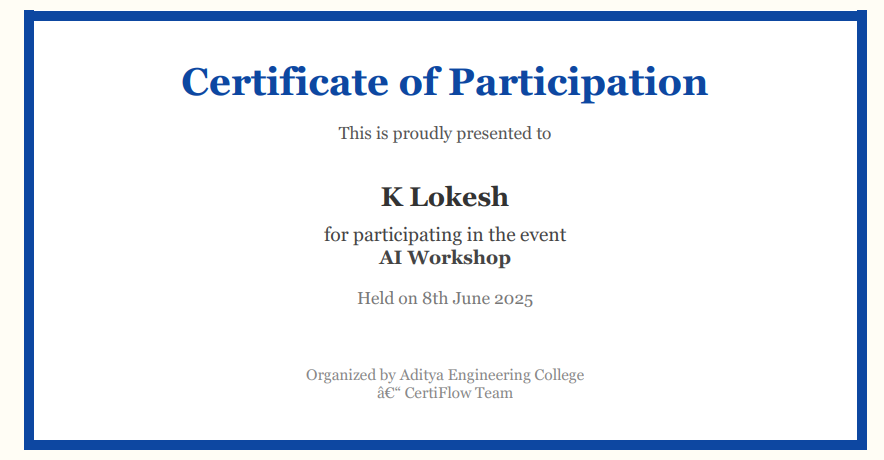 Certificate of Participation
This is proudly presented to
K Lokesh
for participating in the event
AI Workshop
Held on 8th June 2025
Organized by Aditya Engineering College
â€“ CertiFlow Team